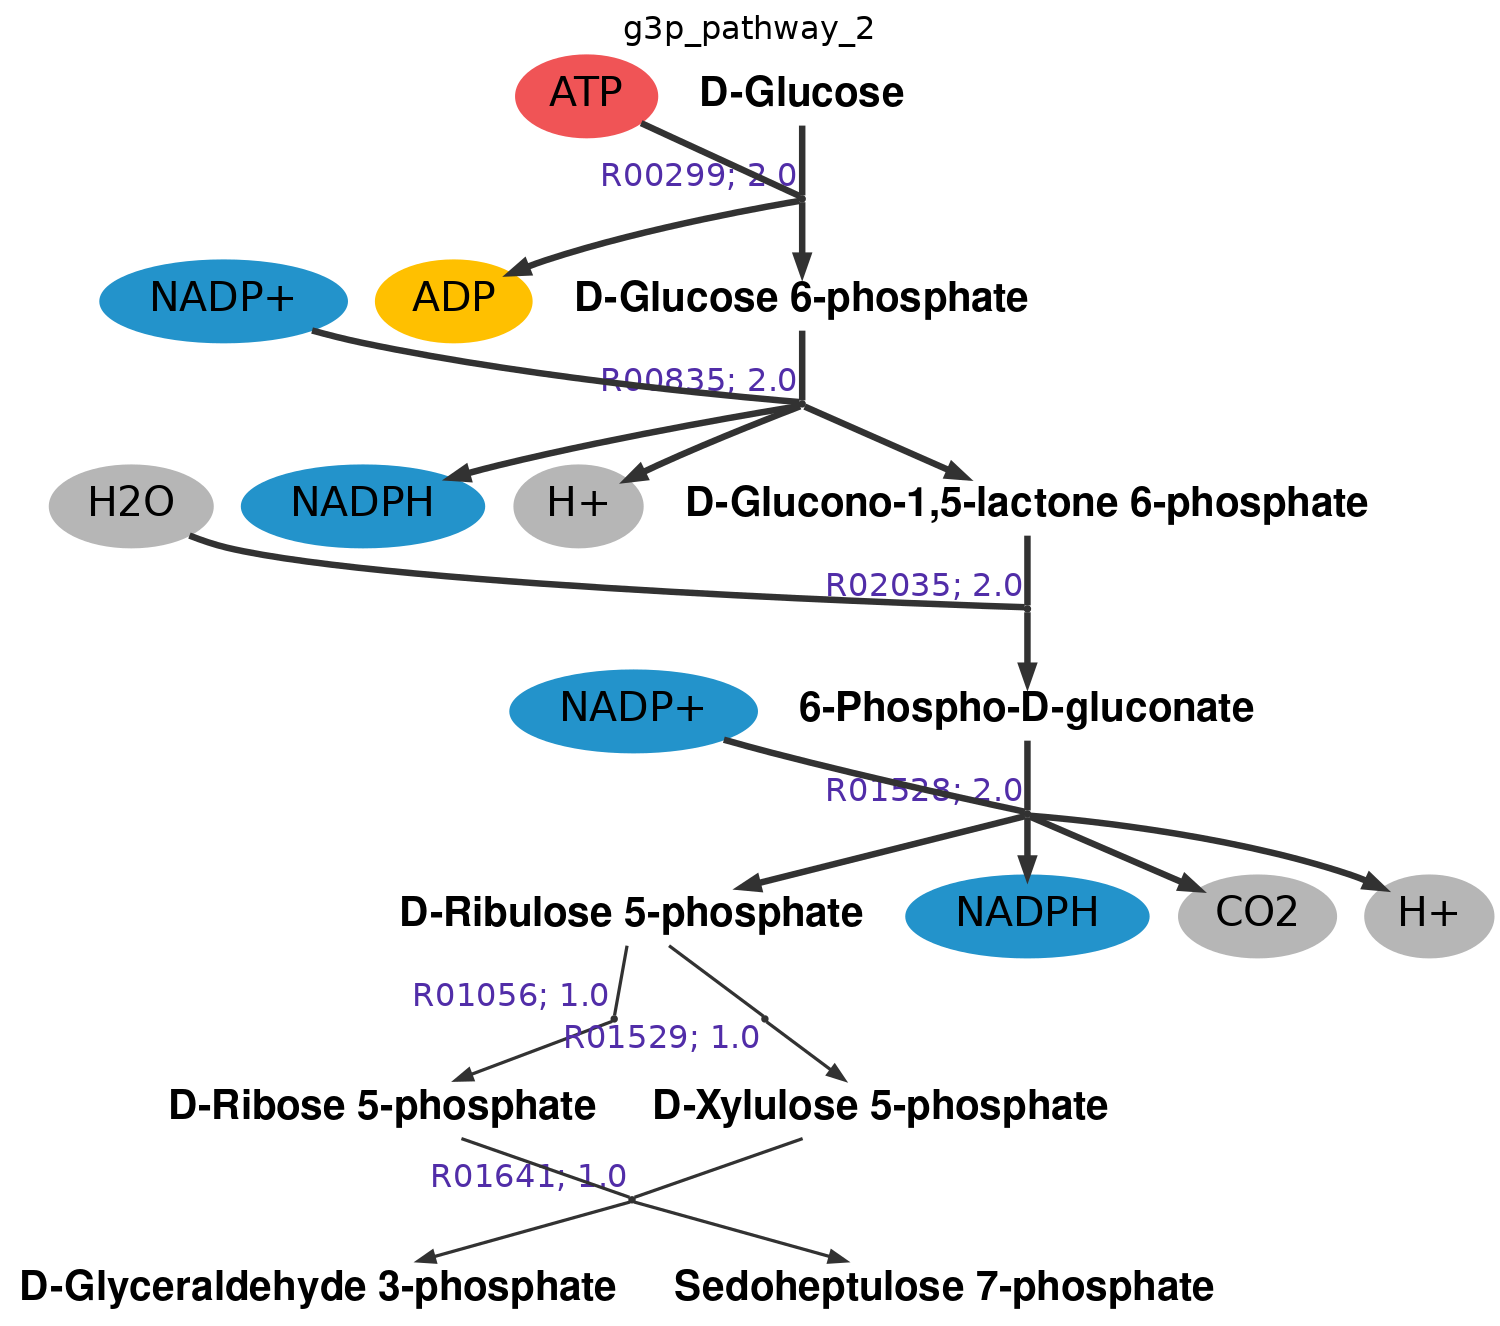 g3p_pathway_2
ATP
D-Glucose
R00299; 2.0
NADP+
ADP
D-Glucose 6-phosphate
R00835; 2.0
H2O
NADPH
H+
D-Glucono-1,5-lactone 6-phosphate
R02035; 2.0
NADP+
6-Phospho-D-gluconate
R01528; 2.0
D-Ribulose 5-phosphate
NADPH
CO2
H+
R01056; 1.0
R01529; 1.0
D-Ribose 5-phosphate
D-Xylulose 5-phosphate
R01641; 1.0
D-Glyceraldehyde 3-phosphate
Sedoheptulose 7-phosphate